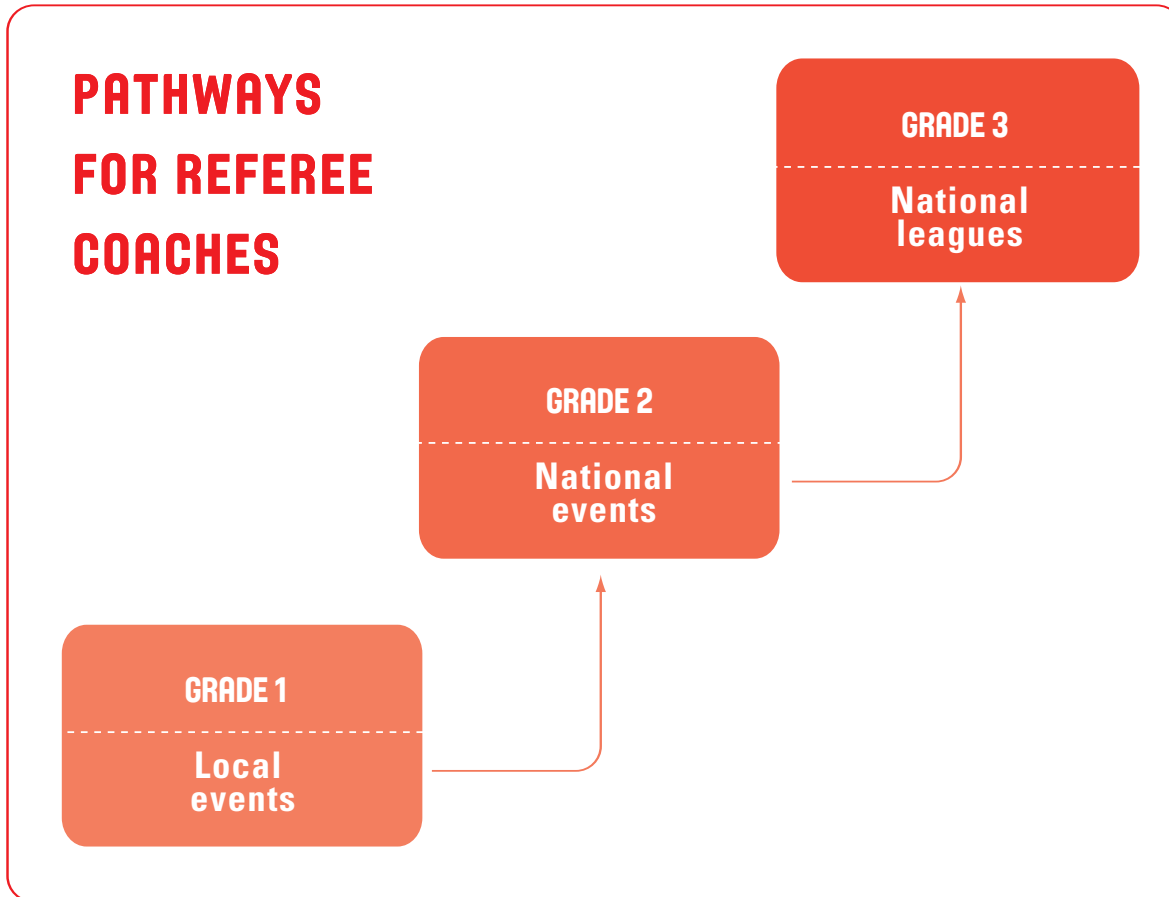 PATHWAYS
FOR REFEREE
COACHES
GRADE 3
National
leagues
GRADE 2
National
events
GRADE 1
Local
events